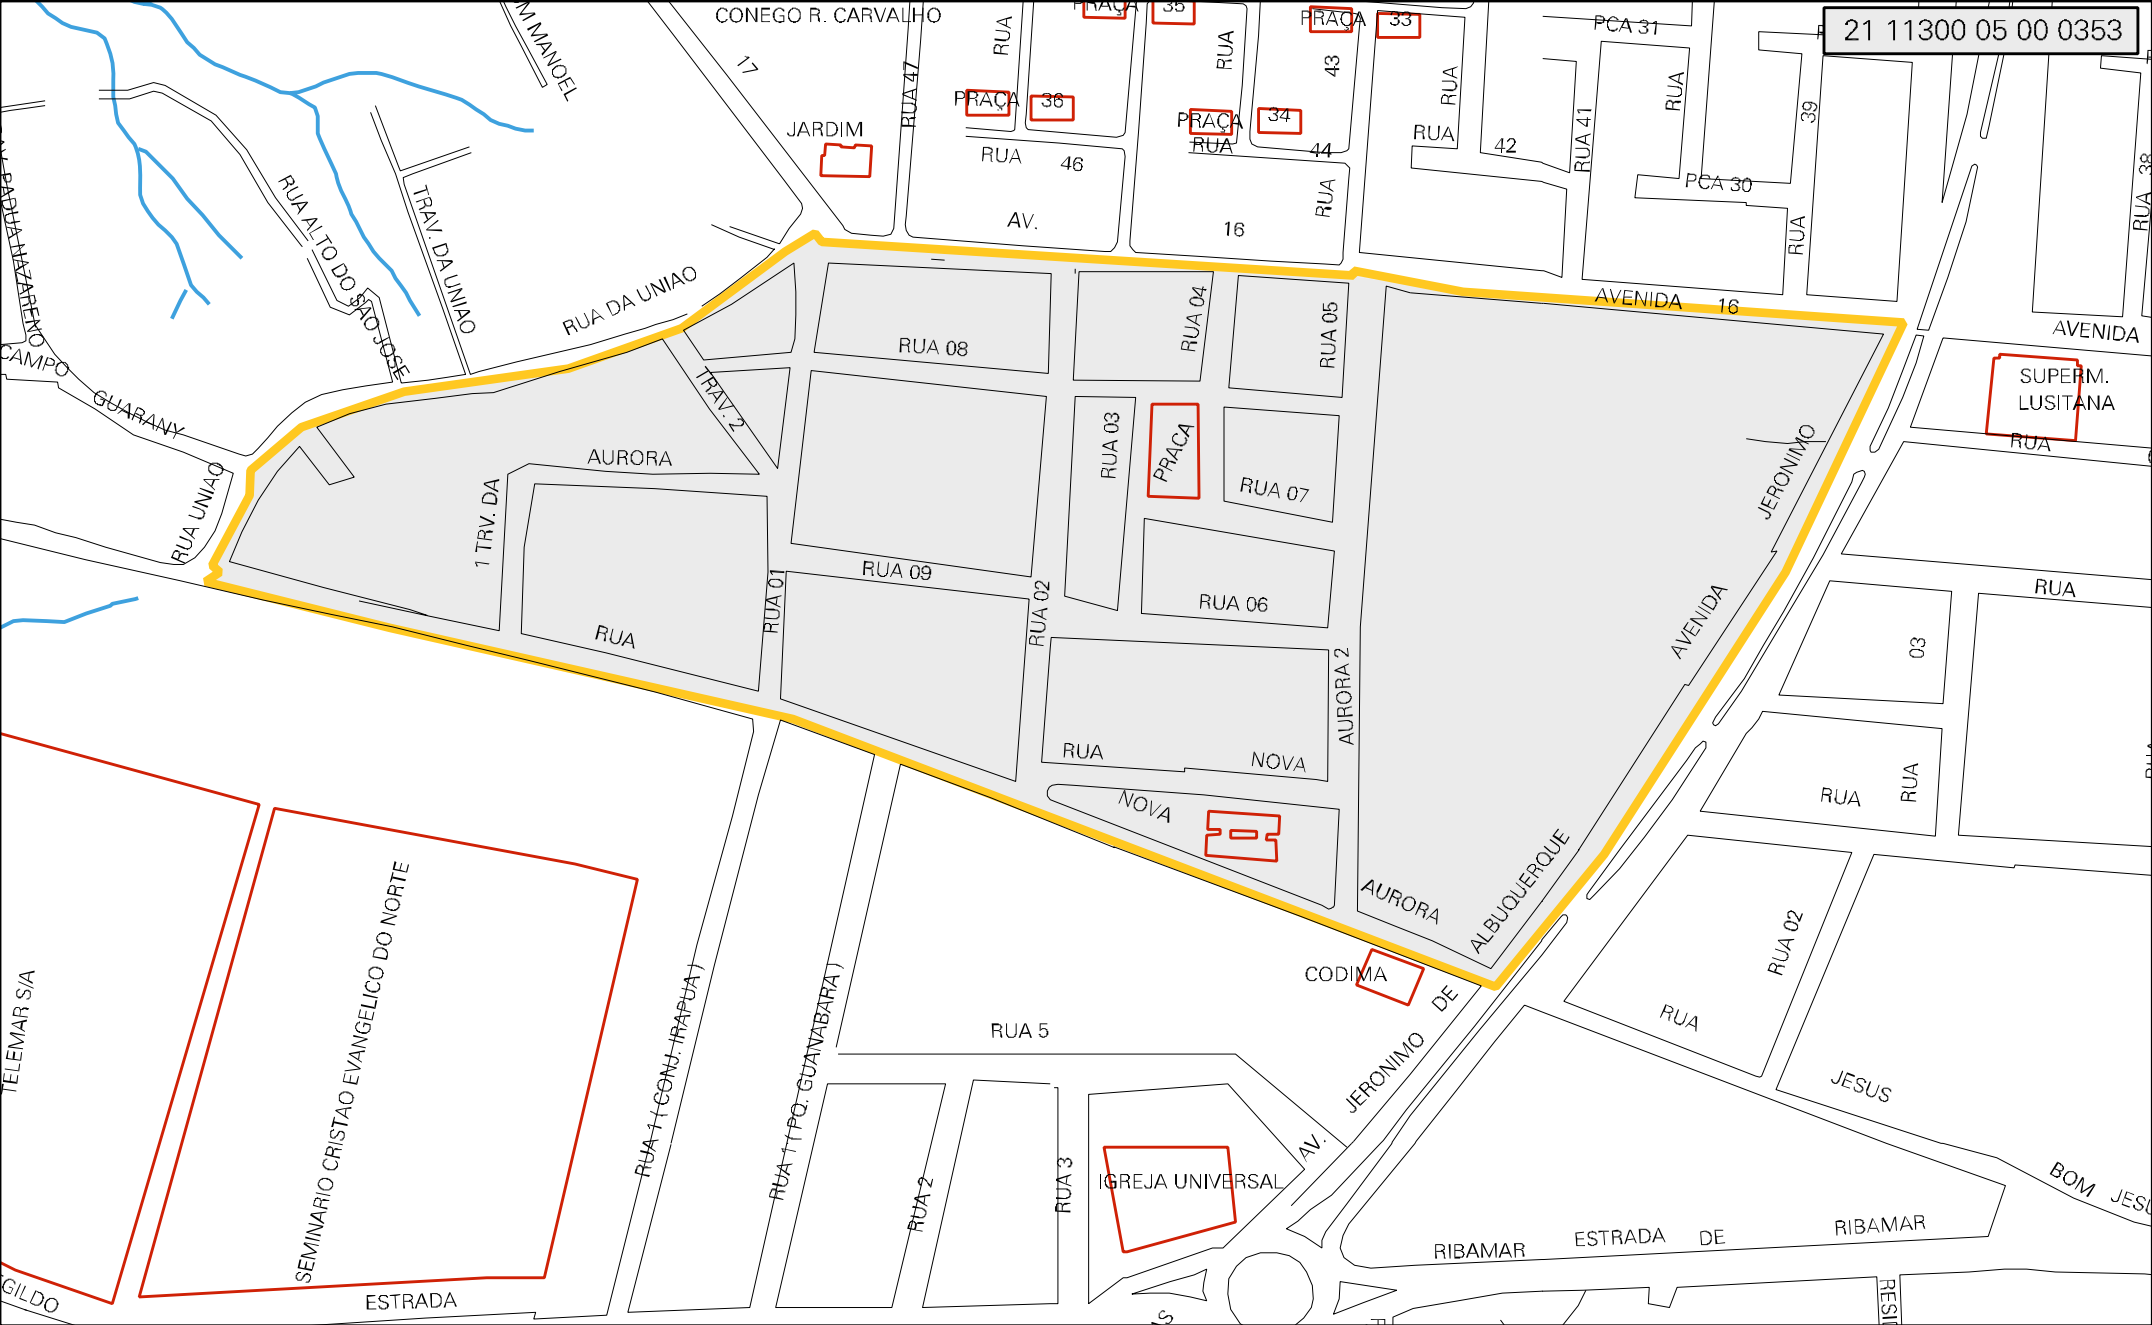 CONEGO R. CARVALHO
PRAÇA
35
PRAÇA
33
PCA 31
21 11300 05 00 0353
M MANOEL
17
RUA
RUA
43
RUA
RUA
39
RUA 47
PRAÇA
36
PRAÇA
34
JARDIM
RUA
46
RUA
44
RUA
42
RUA 41
PCA 30
RUA 38
RUA ALTO DO SAO JOSE
TRAV. DA UNIAO
AV. PADUA NAZARENO
AV.
16
RUA
RUA
RUA DA UNIAO
AVENIDA
16
AVENIDA
RUA 04
RUA 05
RUA 08
CAMPO
GUARANY
TRAV. 2
SUPERM.
LUSITANA
RUA
RUA 03
PRAÇA
JERONIMO
AURORA
RUA 07
RUA UNIAO
1 TRV. DA
RUA 09
RUA 01
RUA 02
RUA 06
AVENIDA
RUA
03
RUA
AURORA 2
RUA
NOVA
NOVA
RUA
RUA
ALBUQUERQUE
AURORA
SEMINARIO CRISTAO EVANGELICO DO NORTE
TELEMAR S/A
RUA 1 ( CONJ. IRAPUA )
RUA 1 ( PQ. GUANABARA )
CODIMA
DE
RUA 02
RUA
RUA 5
JERONIMO
JESUS
AV.
RUA 2
RUA 3
IGREJA UNIVERSAL
BOM
JESU
RIBAMAR
ESTRADA
DE
RIBAMAR
GILDO
ESTRADA
RESI